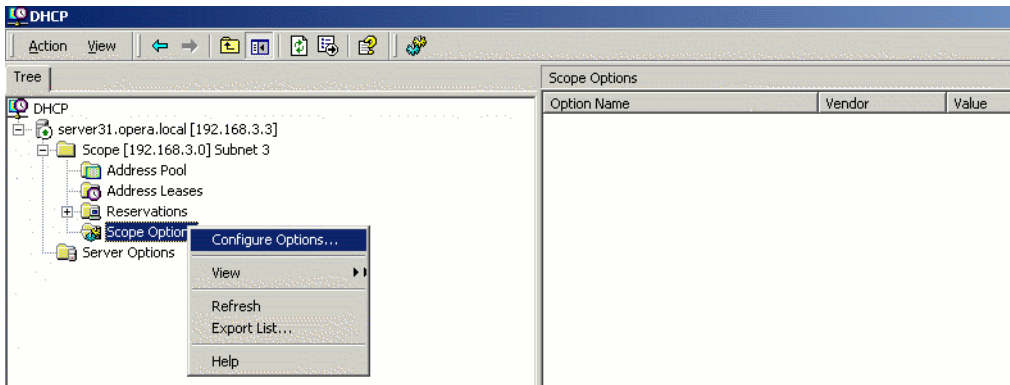 DHCP
Action View
Tree
Scope Options
Option Name Vendor Value
DHCP
server31.opera.local [192.168.3.3]
Scope [192.168.3.0] Subnet 3
Address Pool
Address Leases
Reservations
Scope Option
Server Options
Configure Options...
View
Refresh
Export List...
Help